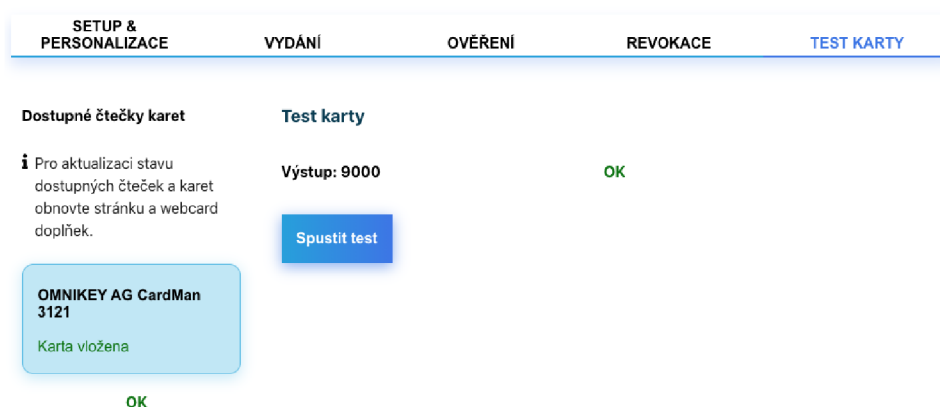 SETUP &
PERSONALIZACE
VYDÁNÍ
OVĚŘENÍ
REVOKACE
TEST KARTY
Dostupné čtečky karet
Pro aktualizaci stavu
dostupných čteček a karet
obnovte stránku a webcard
doplňek.
OMNIKEY AG CardMan
3121
Karta vložena
OK
Test karty
Výstup: 9000
OK
Spustit test